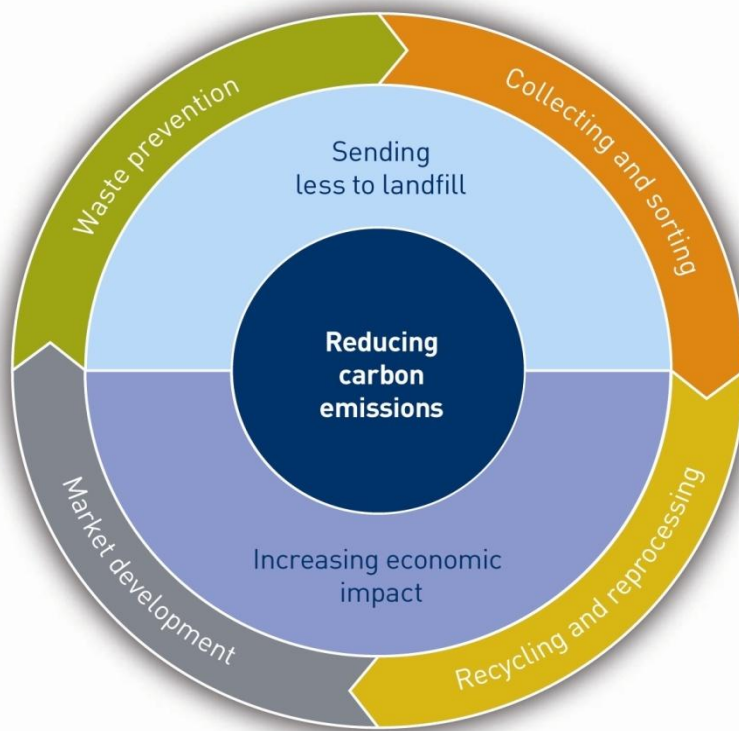 Waste prevention
Collecting and sorting
Sending
less to landfill
Reducing
carbon
emissions
Increasing economic
impact
Market development
Recycling and reprocessing